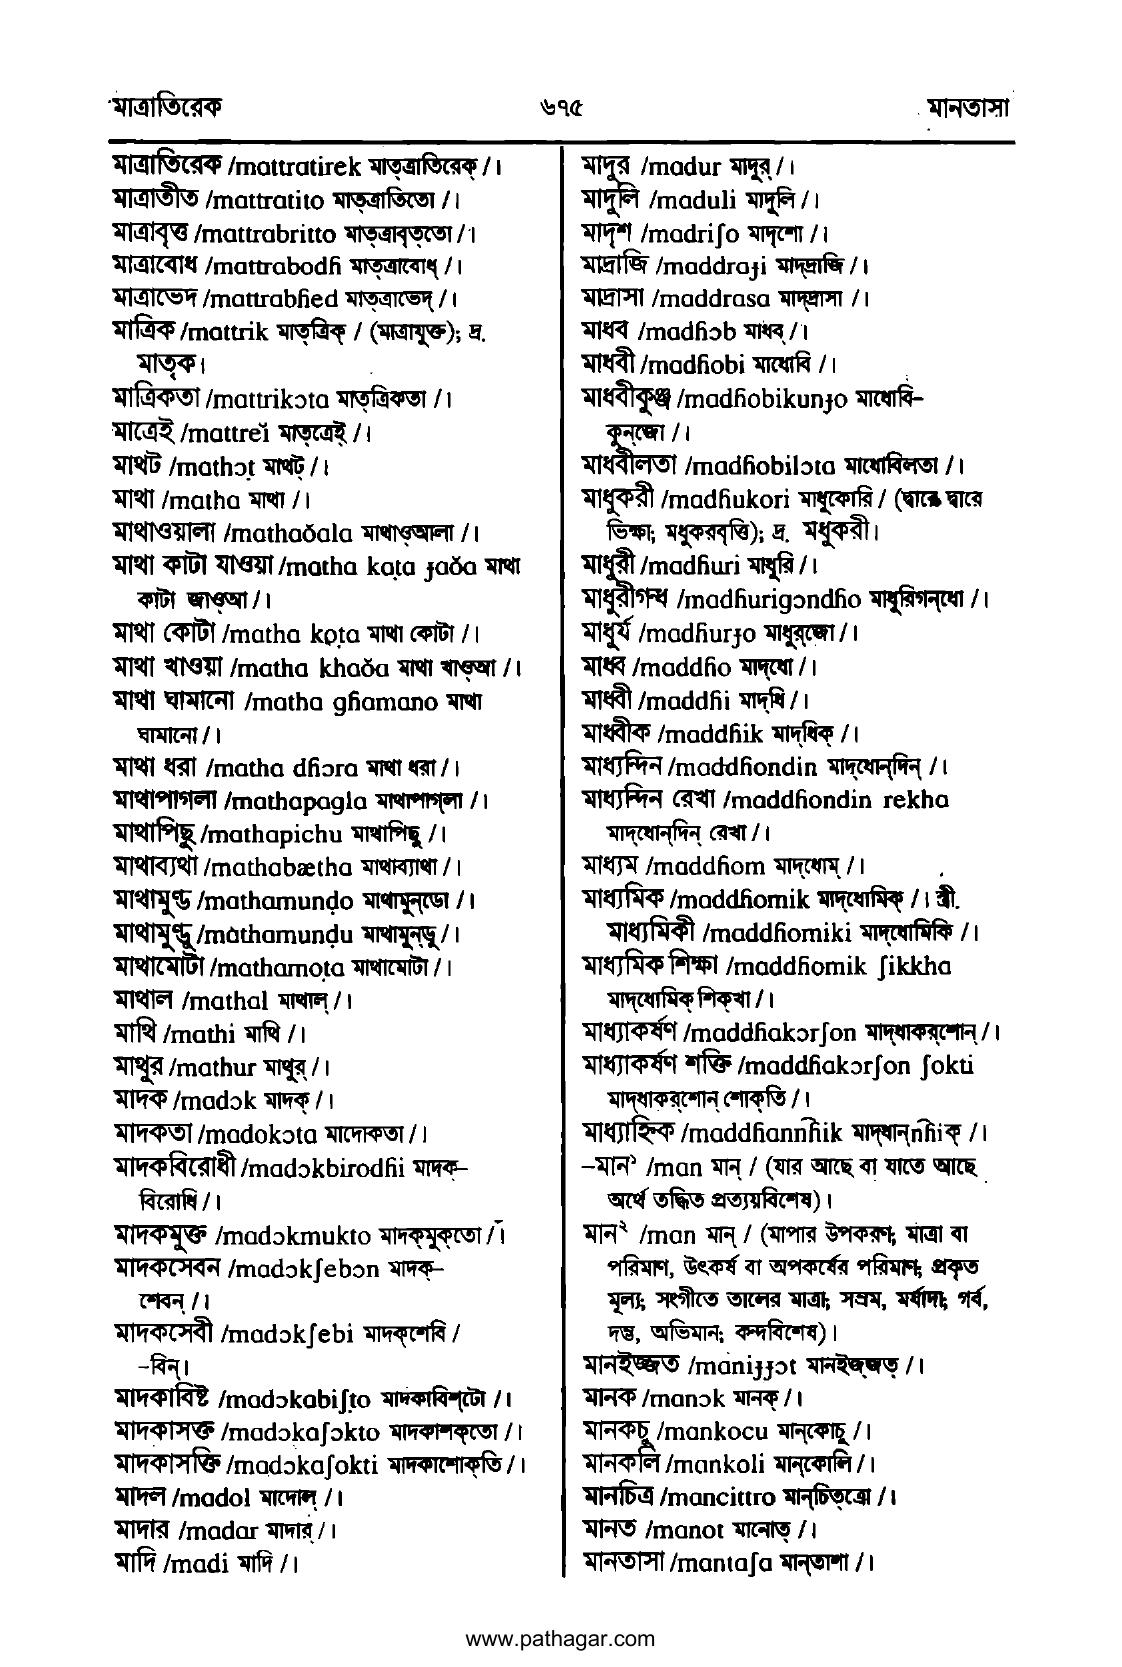 মাত্রাতিরেক
৬৭৫
মানতাসা
মাত্রাতিরেক /mattratirek মাত্‌ত্রাতিরেক্ /।
মাত্রাতীত /mattratito মাত্‌ত্রাতিতো /।
মাত্রাবৃত্ত /mattrabritto মাত্‌ত্রাবৃত্‌তো /।
মাত্রাবোধ /mattrabodɦ মাত্‌ত্রাবোধ্ /।
মাত্রাভেদ /mattrabɦed মাত্‌ত্রাভেদ্ /।
মাত্রিক /mattrik মাত্‌ত্রিক্ / (মাত্রাযুক্ত); দ্র.
মাতৃক।
মাত্রিকতা /mattrikɔta মাত্‌ত্রিকতা /।
মাত্রেই /mattreĭ মাত্‌ত্রেই্ /।
মাথট /mathɔṭ মাথট্ /।
মাথা /matha মাথা /।
মাথাওয়ালা /mathaŏala মাথাও্আলা /।
মাথা কাটা যাওয়া /matha kaṭa ɟaŏa মাথা
কাটা জাও্আ /।
মাথা কোটা /matha koṭa মাথা কোটা /।
মাথা খাওয়া /matha khaŏa মাথা খাও্আ /।
মাথা ঘামানো /matha gɦamano মাথা
ঘামানো /।
মাথা ধরা /matha dɦɔra মাথা ধরা /।
মাথাপাগলা /mathapagla মাথাপাগ্‌লা /।
মাথাপিছু /mathapichu মাথাপিছু /।
মাথাব্যথা /mathabætha মাথাব্যাথা /।
মাথামুণ্ড /mathamunḍo মাথামুন্‌ডো /।
মাথামুণ্ডু /mathamunḍu মাথামুন্‌ডু /।
মাথামোটা /mathamoṭa মাথামোটা /।
মাথাল /mathal মাথাল্ /।
মাথি /mathi মাথি /।
মাথুর /mathur মাথুর্ /।
মাদক /madɔk মাদক্ /।
মাদকতা /madokɔta মাদোকতা /।
মাদকবিরোধী /madɔkbirodɦi মাদক্-
বিরোধি /।
মাদকমুক্ত /madɔkmukto মাদক্‌মুক্‌তো /।
মাদকসেবন /madɔkʃebɔn মাদক্-
শেবন্ /।
মাদকসেবী /madɔkʃebi মাদক্‌শেবি /
-বিন্।
মাদকাবিষ্ট /madɔkabiʃṭo মাদকাবিশ্‌টো /।
মাদকাসক্ত /madɔkaʃɔkto মাদকাশক্‌তো /।
মাদকাসক্তি /madɔkaʃokti মাদকাশোক্‌তি /।
মাদল /madol মাদোল্ /।
মাদার /madar মাদার্ /।
মাদি /madi মাদি /।
মাদুর /madur মাদুর্ /।
মাদুলি /maduli মাদুলি /।
মাদৃশ /madriʃo মাদৃশো /।
মাদ্রাজি /maddraɟi মাদ্‌দ্রাজি /।
মাদ্রাসা /maddrasa মাদ্‌দ্রাসা /।
মাধব /madɦɔb মাধব্ /।
মাধবী /madɦobi মাধোবি /।
মাধবীকুঞ্জ /madɦobikunɟo মাধোবি-
কুন্‌জো /।
মাধবীলতা /madɦobilɔta মাধোবিলতা /।
মাধুকরী /madɦukori মাধুকোরি / (দ্বারে দ্বারে
ভিক্ষা; মধুকরবৃত্তি); দ্র. মধুকরী।
মাধুরী /madɦuri মাধুরি /।
মাধুরীগন্ধ /madɦurigɔndɦo মাধুরিগন্‌ধো /।
মাধুর্য /madɦurɟo মাধুর্‌জো /।
মাধ্ব /maddɦo মাদ্‌ধো /।
মাধ্বী /maddɦi মাদ্‌ধি /।
মাধ্বীক /maddɦik মাদ্‌ধিক্ /।
মাধ্যন্দিন /maddɦondin মাদ্‌ধোন্‌দিন্ /।
মাধ্যন্দিন রেখা /maddɦondin rekha
মাদ্‌ধোন্‌দিন্ রেখা /।
মাধ্যম /maddɦom মাদ্‌ধোম্ /।
মাধ্যমিক /maddɦomik মাদ্‌ধোমিক্ /। স্ত্রী.
মাধ্যমিকী /maddɦomiki মাদ্‌ধোমিকি /।
মাধ্যমিক শিক্ষা /maddɦomik ʃikkha
মাদ্‌ধোমিক্ শিক্‌খা /।
মাধ্যাকর্ষণ /maddɦakɔrʃon মাদ্‌ধাকর্‌শোন্ /।
মাধ্যাকর্ষণ শক্তি /maddɦakɔrʃon ʃokti
মাদ্‌ধাকর্‌শোন্ শোক্‌তি /।
মাধ্যাহ্নিক /maddɦannɦik মাদ্‌ধান্‌nɦiক্ /।
-মান¹ /man মান্ / (যার আছে বা যাতে আছে
অর্থে তদ্ধিত প্রত্যয়বিশেষ)।
মান² /man মান্ / (মাপার উপকরণ; মাত্রা বা
পরিমাণ, উৎকর্ষ বা অপকর্ষের পরিমাণ; প্রকৃত
মূল্য; সংগীতে তালের মাত্রা; সম্ভ্রম, মর্যাদা; গর্ব,
দম্ভ, অভিমান; কন্দবিশেষ)।
মানইজ্জত /maniɟɟɔt মানইজ্‌জত্ /।
মানক /manɔk মানক্ /।
মানকচু /mankocu মান্‌কোচু /।
মানকলি /mankoli মান্‌কোলি /।
মানচিত্র /mancittro মান্‌চিত্‌ত্রো /।
মানত /manot মানোত্ /।
মানতাসা /mantaʃa মান্‌তাশা /।
www.pathagar.com